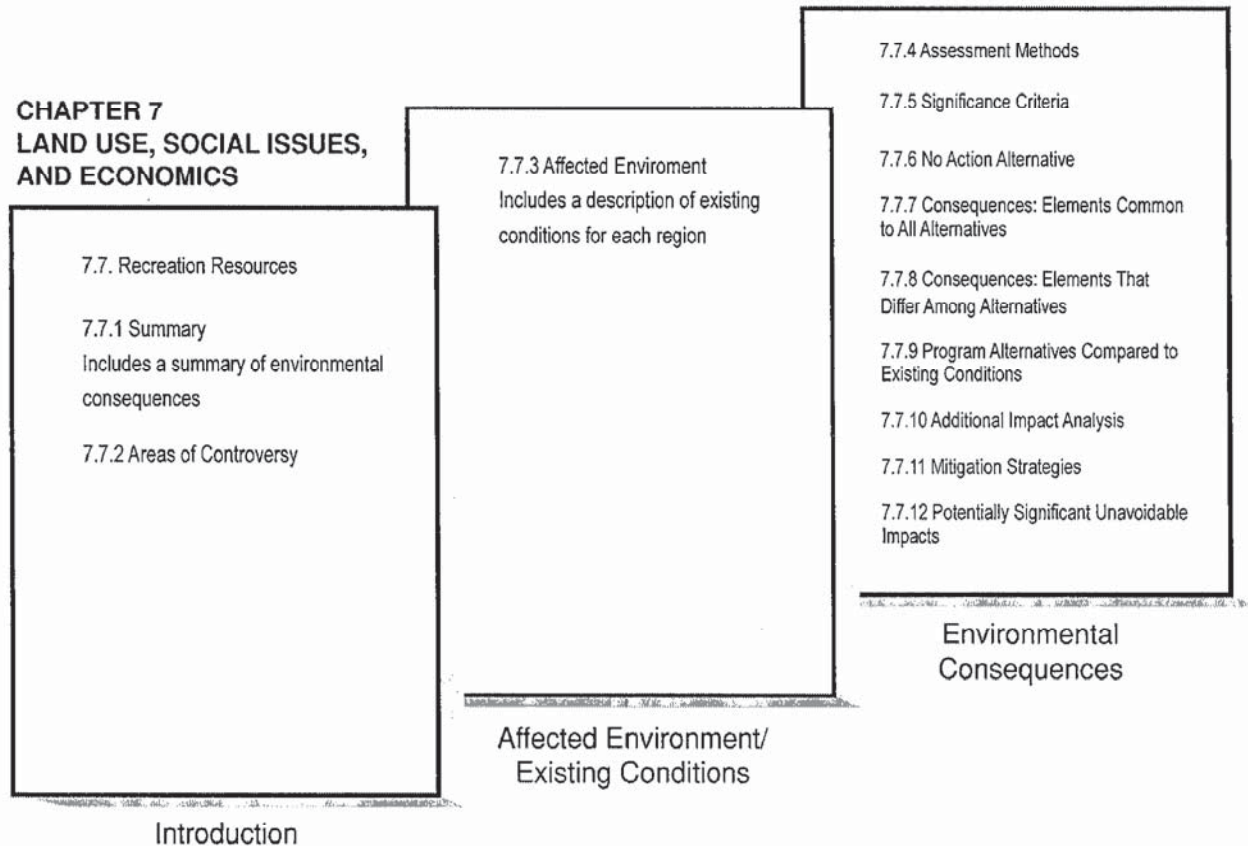 CHAPTER 7
LAND USE, SOCIAL ISSUES,
AND ECONOMICS
7.7. Recreation Resources
7.7.1 Summary
Includes a summary of environmental
consequences
7.7.2 Areas of Controversy
Introduction
7.7.3 Affected Enviroment
Includes a description of existing
conditions for each region
Affected Environment/
Existing Conditions
7.7.4 Assessment Methods
7.7.5 Significance Criteria
7.7.6 No Action Alternative
7.7.7 Consequences: Elements Common
to All Alternatives
7.7.8 Consequences: Elements That
Differ Among Alternatives
7.7.9 Program Alternatives Compared to
Existing Conditions
7.7.10 Additional Impact Analysis
7.7.11 Mitigation Strategies
7.7.12 Potentially Significant Unavoidable
Impacts
Environmental
Consequences